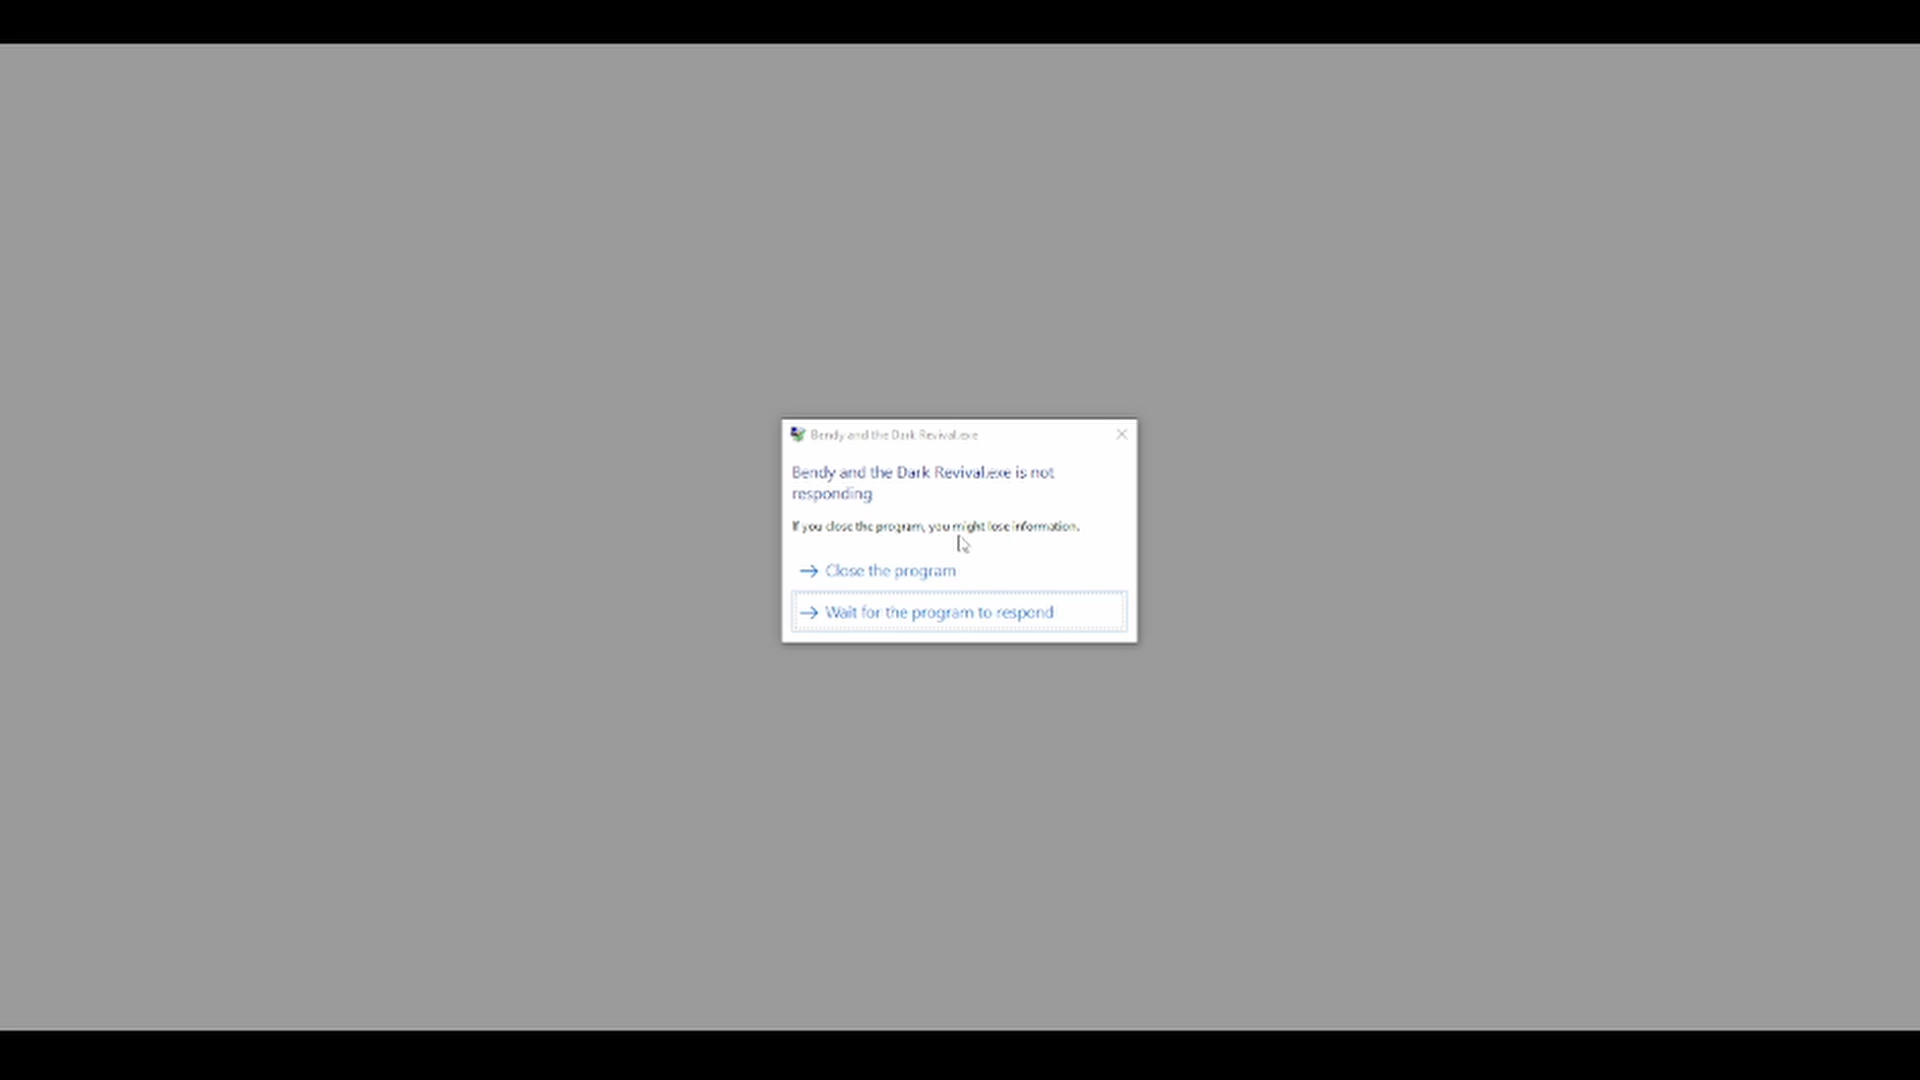 Bendy and the Dark Revival.exe
Bendy and the Dark Revival.exe is not
responding
If you close the program, you might lose information.
Close the program
Wait for the program to respond